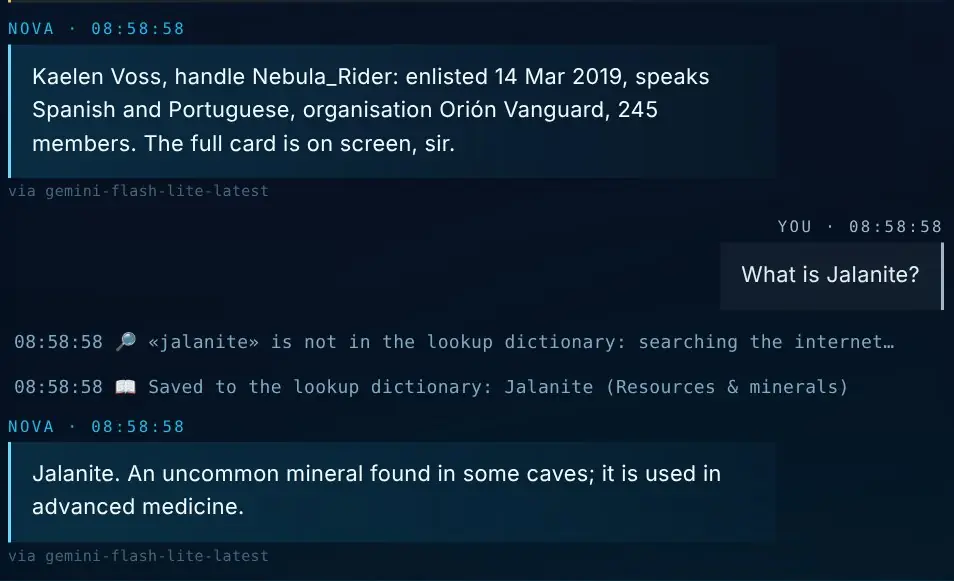 NOVA · 08:58:58
Kaelen Voss, handle Nebula_Rider: enlisted 14 Mar 2019, speaks
Spanish and Portuguese, organisation Orión Vanguard, 245
members. The full card is on screen, sir.
via gemini-flash-lite-latest
YOU · 08:58:58
What is Jalanite?
08:58:58 🔎 «jalanite» is not in the lookup dictionary: searching the internet…
08:58:58 📖 Saved to the lookup dictionary: Jalanite (Resources & minerals)
NOVA · 08:58:58
Jalanite. An uncommon mineral found in some caves; it is used in
advanced medicine.
via gemini-flash-lite-latest